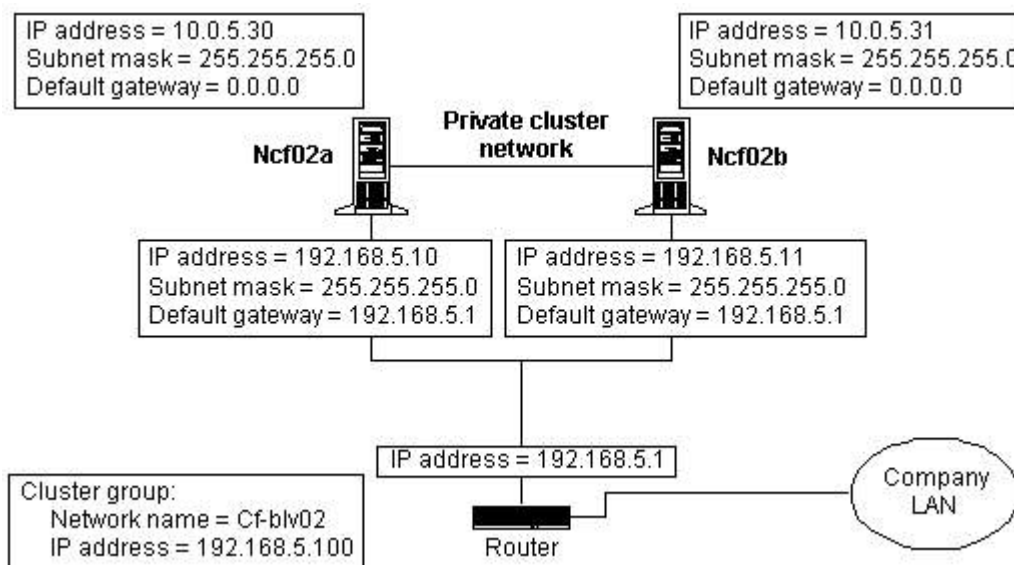 IP address = 10.0.5.30
Subnet mask = 255.255.255.0
Default gateway = 0.0.0.0
IP address = 10.0.5.31
Subnet mask = 255.255.255.0
Default gateway = 0.0.0.0
Private cluster
network
Ncf02a
Ncf02b
IP address = 192.168.5.10
Subnet mask = 255.255.255.0
Default gateway = 192.168.5.1
IP address = 192.168.5.11
Subnet mask = 255.255.255.0
Default gateway = 192.168.5.1
IP address = 192.168.5.1
Cluster group:
Network name = Cf-blv02
IP address = 192.168.5.100
Router
Company
LAN